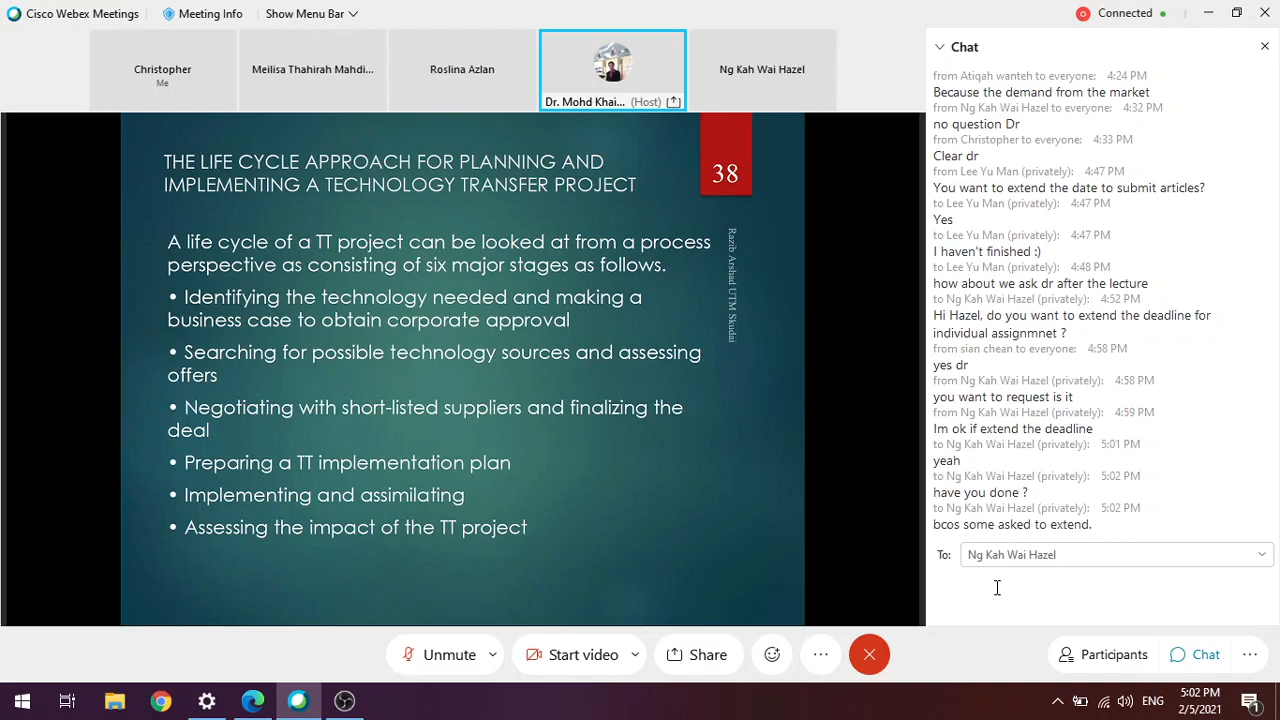 Cisco Webex Meetings
Meeting Info
Show Menu Bar
Connected
Christopher
Me
Meilisa Thahirah Mahdi...
Roslina Azlan
Dr. Mohd Khai... (Host)
Ng Kah Wai Hazel
THE LIFE CYCLE APPROACH FOR PLANNING AND
IMPLEMENTING A TECHNOLOGY TRANSFER PROJECT
38
A life cycle of a TT project can be looked at from a process
perspective as consisting of six major stages as follows.
• Identifying the technology needed and making a
business case to obtain corporate approval
• Searching for possible technology sources and assessing
offers
• Negotiating with short-listed suppliers and finalizing the
deal
• Preparing a TT implementation plan
• Implementing and assimilating
• Assessing the impact of the TT project
Razib Arshad UTM Skudai
Chat
from Atiqah wanteh to everyone: 4:24 PM
Because the demand from the market
from Ng Kah Wai Hazel to everyone: 4:32 PM
no question Dr
from Christopher to everyone: 4:33 PM
Clear dr
from Lee Yu Man (privately): 4:47 PM
You want to extend the date to submit articles?
to Lee Yu Man (privately): 4:47 PM
Yes
to Lee Yu Man (privately): 4:47 PM
I haven't finished :)
to Lee Yu Man (privately): 4:48 PM
how about we ask dr after the lecture
to Ng Kah Wai Hazel (privately): 4:52 PM
Hi Hazel, do you want to extend the deadline for
individual assignmnet ?
from sian chean to everyone: 4:58 PM
yes dr
from Ng Kah Wai Hazel (privately): 4:58 PM
you want to request is it
from Ng Kah Wai Hazel (privately): 4:59 PM
Im ok if extend the deadline
to Ng Kah Wai Hazel (privately): 5:01 PM
yeah
to Ng Kah Wai Hazel (privately): 5:02 PM
have you done ?
to Ng Kah Wai Hazel (privately): 5:02 PM
bcos some asked to extend.
To: Ng Kah Wai Hazel
Unmute
Start video
Share
Participants
Chat
ENG
5:02 PM
2/5/2021
1